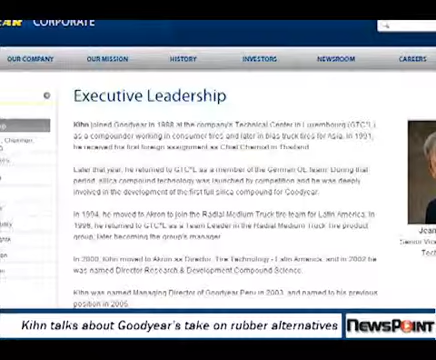 CORPORATE
OUR COMPANY OUR MISSION HISTORY INVESTORS NEWSROOM CAREERS
Executive Leadership
Kihn joined Goodyear in 1988 at the company's Technical Center in Luxembourg (GTC*L)
as a compounder working in consumer tires and later in bias truck tires for Asia. In 1991,
he received his first foreign assignment as Chief Chemist in Thailand.
Later that year, he returned to GTC*L as a member of the German OE team. During that
period, silica compound technology was launched by competition and he was deeply
involved in the development of the first full silica compound for Goodyear.
In 1994, he moved to Akron to join the Radial Medium Truck tire team for Latin America. In
he returned to GTC*L as a Team Leader in the Radial Medium Truck tire product
group, later becoming the group's manager.
In 2000, Kihn moved to Akron as Director, Tire Technology - Latin America, and in 2002 he
was named Director Research & Development Compound Science.
Kihn was named Managing Director of Goodyear Peru in 2003, and named to his previous
position in 2005.
Jean
Senior Vice
Tech
Kihn talks about Goodyear's take on rubber alternatives
NEWSPOINT